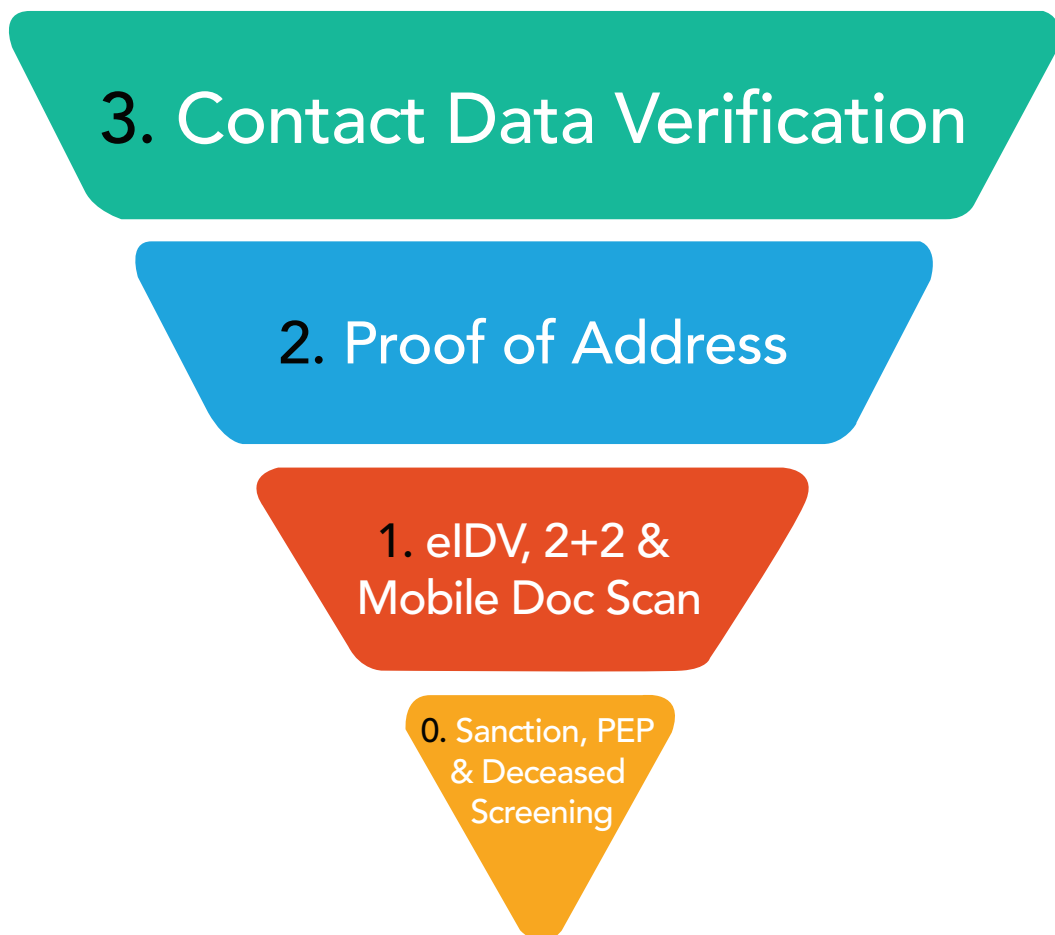 3. Contact Data Verification
2. Proof of Address
1. eIDV, 2+2 &
Mobile Doc Scan
0. Sanction, PEP
& Deceased
Screening